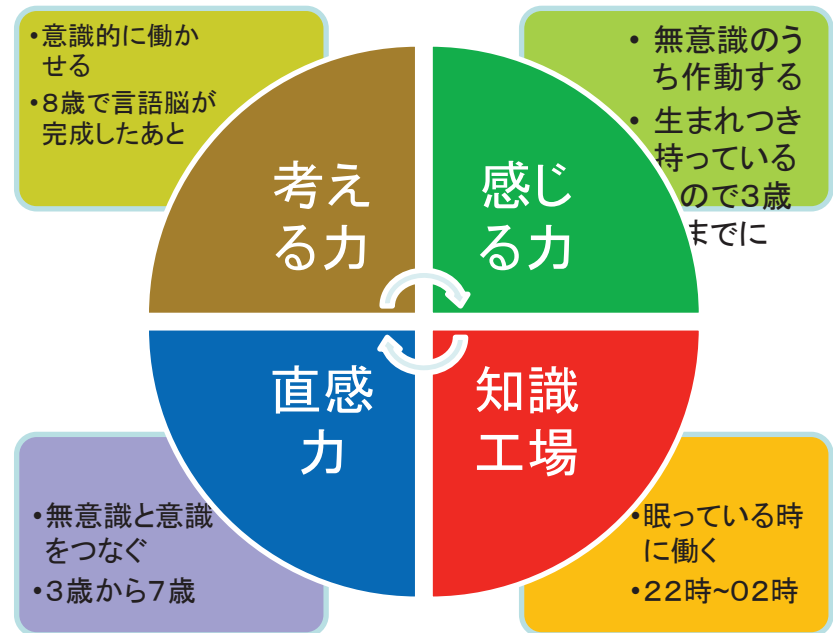 ・意識的に働か
せる
・8歳で言語脳が
完成したあと
• 無意識のう
ち作動する
• 生まれつき
持っている
ので3歳
までに
考え
る力
感じ
る力
直感
力
知識
工場
・無意識と意識
をつなぐ
・3歳から7歳
・眠っている時
に働く
・22時~02時